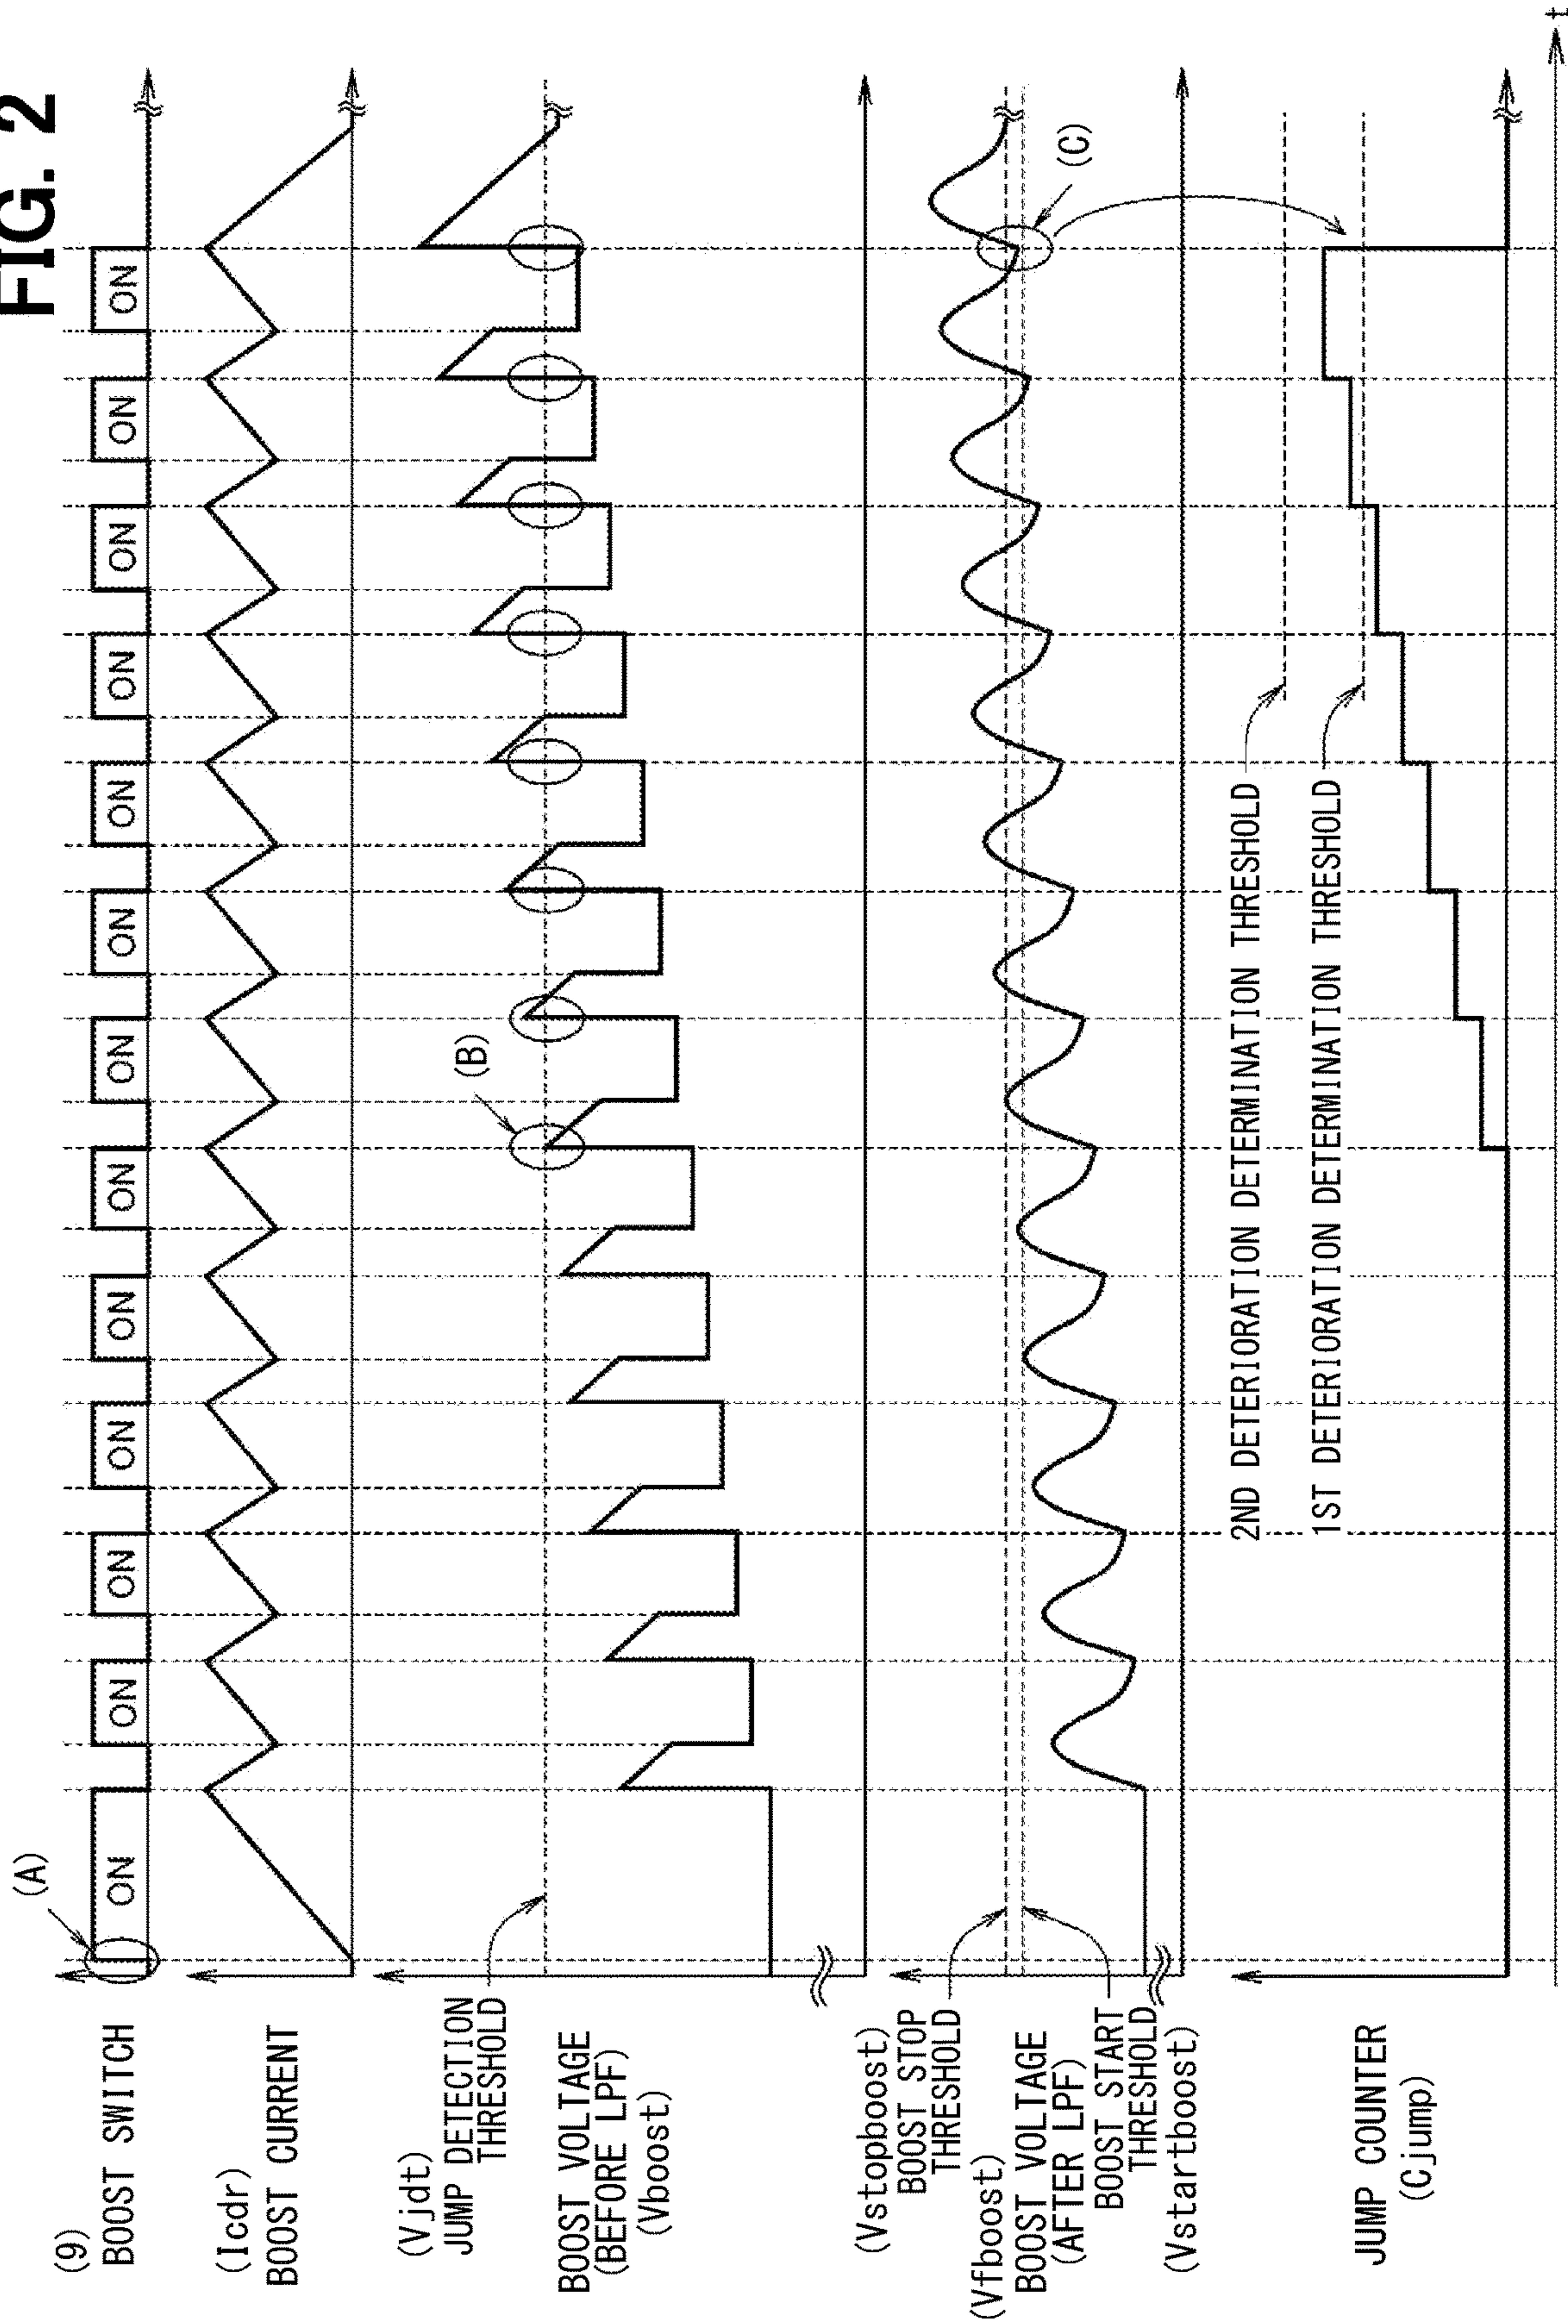 FIG. 2
(A)
(9)
BOOST SWITCH
ON
ON
ON
ON
ON
ON
ON
ON
ON
ON
ON
ON
ON
(Icdr)
BOOST CURRENT
(Vjdt)
JUMP DETECTION
THRESHOLD
(B)
BOOST VOLTAGE
(BEFORE LPF)
(Vboost)
(Vstopboost)
BOOST STOP
THRESHOLD
(Vfboost)
BOOST VOLTAGE
(AFTER LPF)
BOOST START
THRESHOLD
(Vstartboost)
(C)
2ND DETERIORATION DETERMINATION THRESHOLD
1ST DETERIORATION DETERMINATION THRESHOLD
JUMP COUNTER
(Cjump)
t